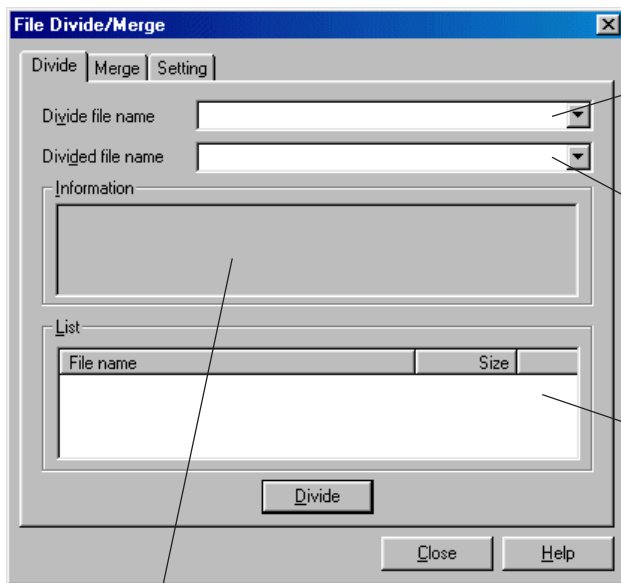 File Divide/Merge
Divide Merge Setting
Divide file name
Divided file name
Information
List
File name Size
Divide
Close Help